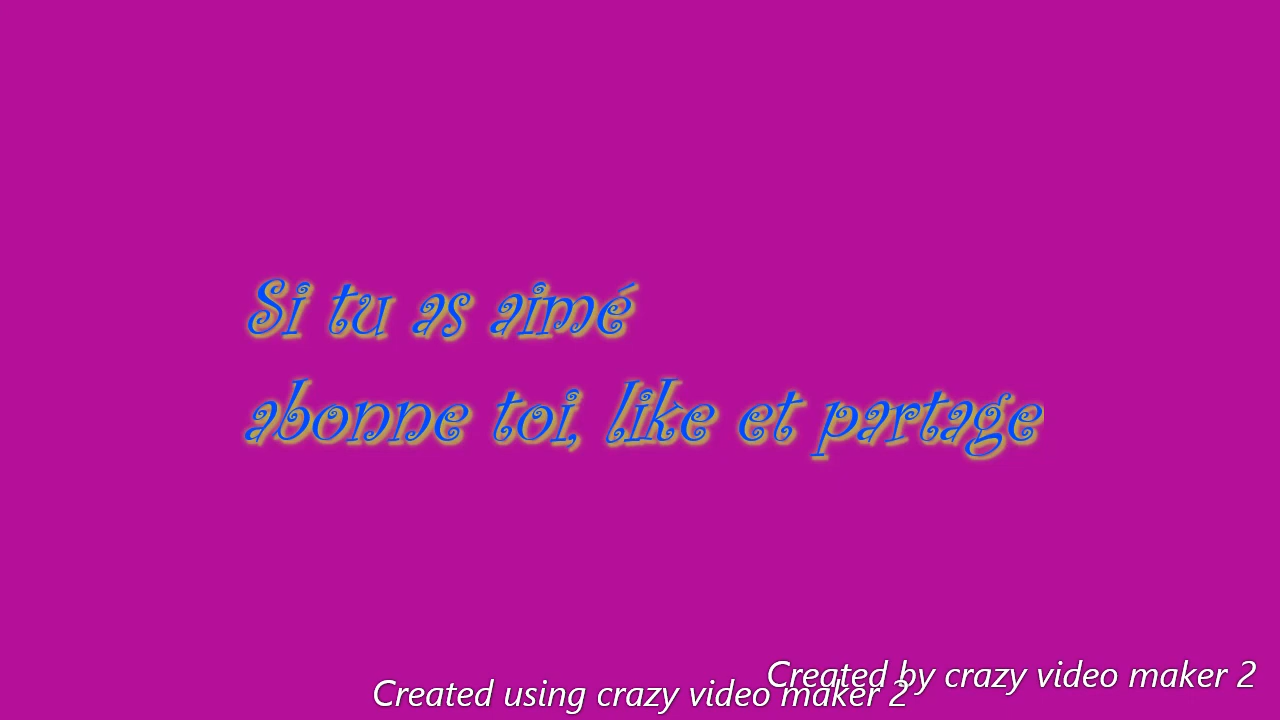 Si tu as aimé
abonne toi, like et partage
Created by crazy video maker 2
Created using crazy video maker 2